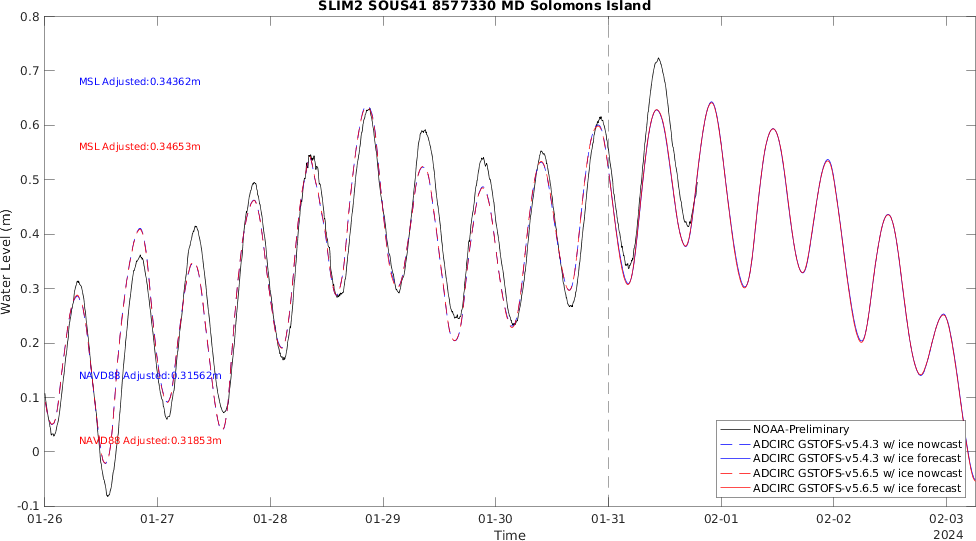 SLIM2 SOUS41 8577330 MD Solomons Island
0.8
0.7
0.6
0.5
0.4
0.3
0.2
0.1
0
-0.1
Water Level (m)
MSL Adjusted:0.34362m
MSL Adjusted:0.34653m
NAVD88 Adjusted:0.31562m
NAVD88 Adjusted:0.31853m
NOAA-Preliminary
ADCIRC GSTOFS-v5.4.3 w/ ice nowcast
ADCIRC GSTOFS-v5.4.3 w/ ice forecast
ADCIRC GSTOFS-v5.6.5 w/ ice nowcast
ADCIRC GSTOFS-v5.6.5 w/ ice forecast
01-26 01-27 01-28 01-29 01-30 01-31 02-01 02-02 02-03
Time
2024